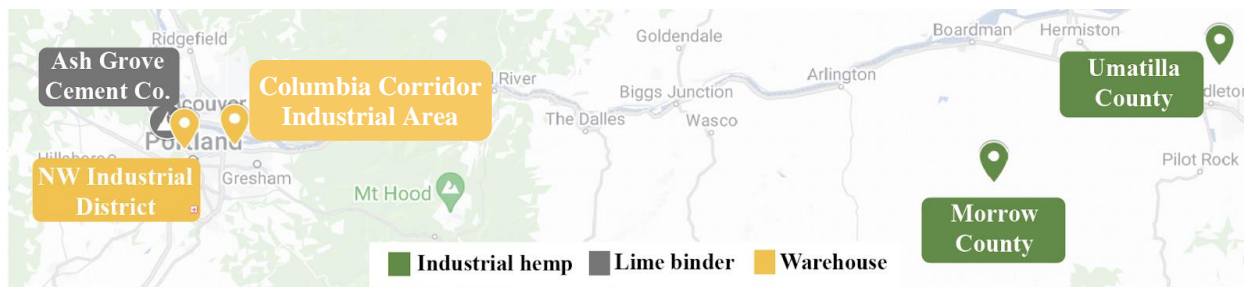 Ridgefield
Ash Grove
Cement Co.
Columbia Corridor
Industrial Area
NW Industrial
District
Portland
Gresham
Mt Hood
River
The Dalles
Goldendale
Biggs Junction
Wasco
Arlington
Boardman
Hermiston
Umatilla
County
Pilot Rock
Morrow
County
Industrial hemp
Lime binder
Warehouse